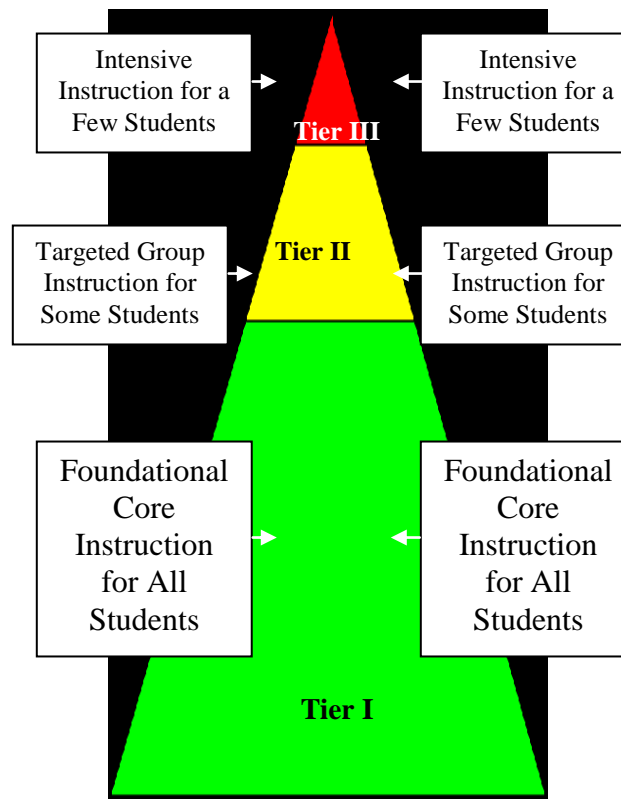 Intensive
Instruction for a
Few Students
Intensive
Instruction for a
Few Students
Tier III
Targeted Group
Instruction for
Some Students
Tier II
Targeted Group
Instruction for
Some Students
Foundational
Core
Instruction
for All
Students
Foundational
Core
Instruction
for All
Students
Tier I